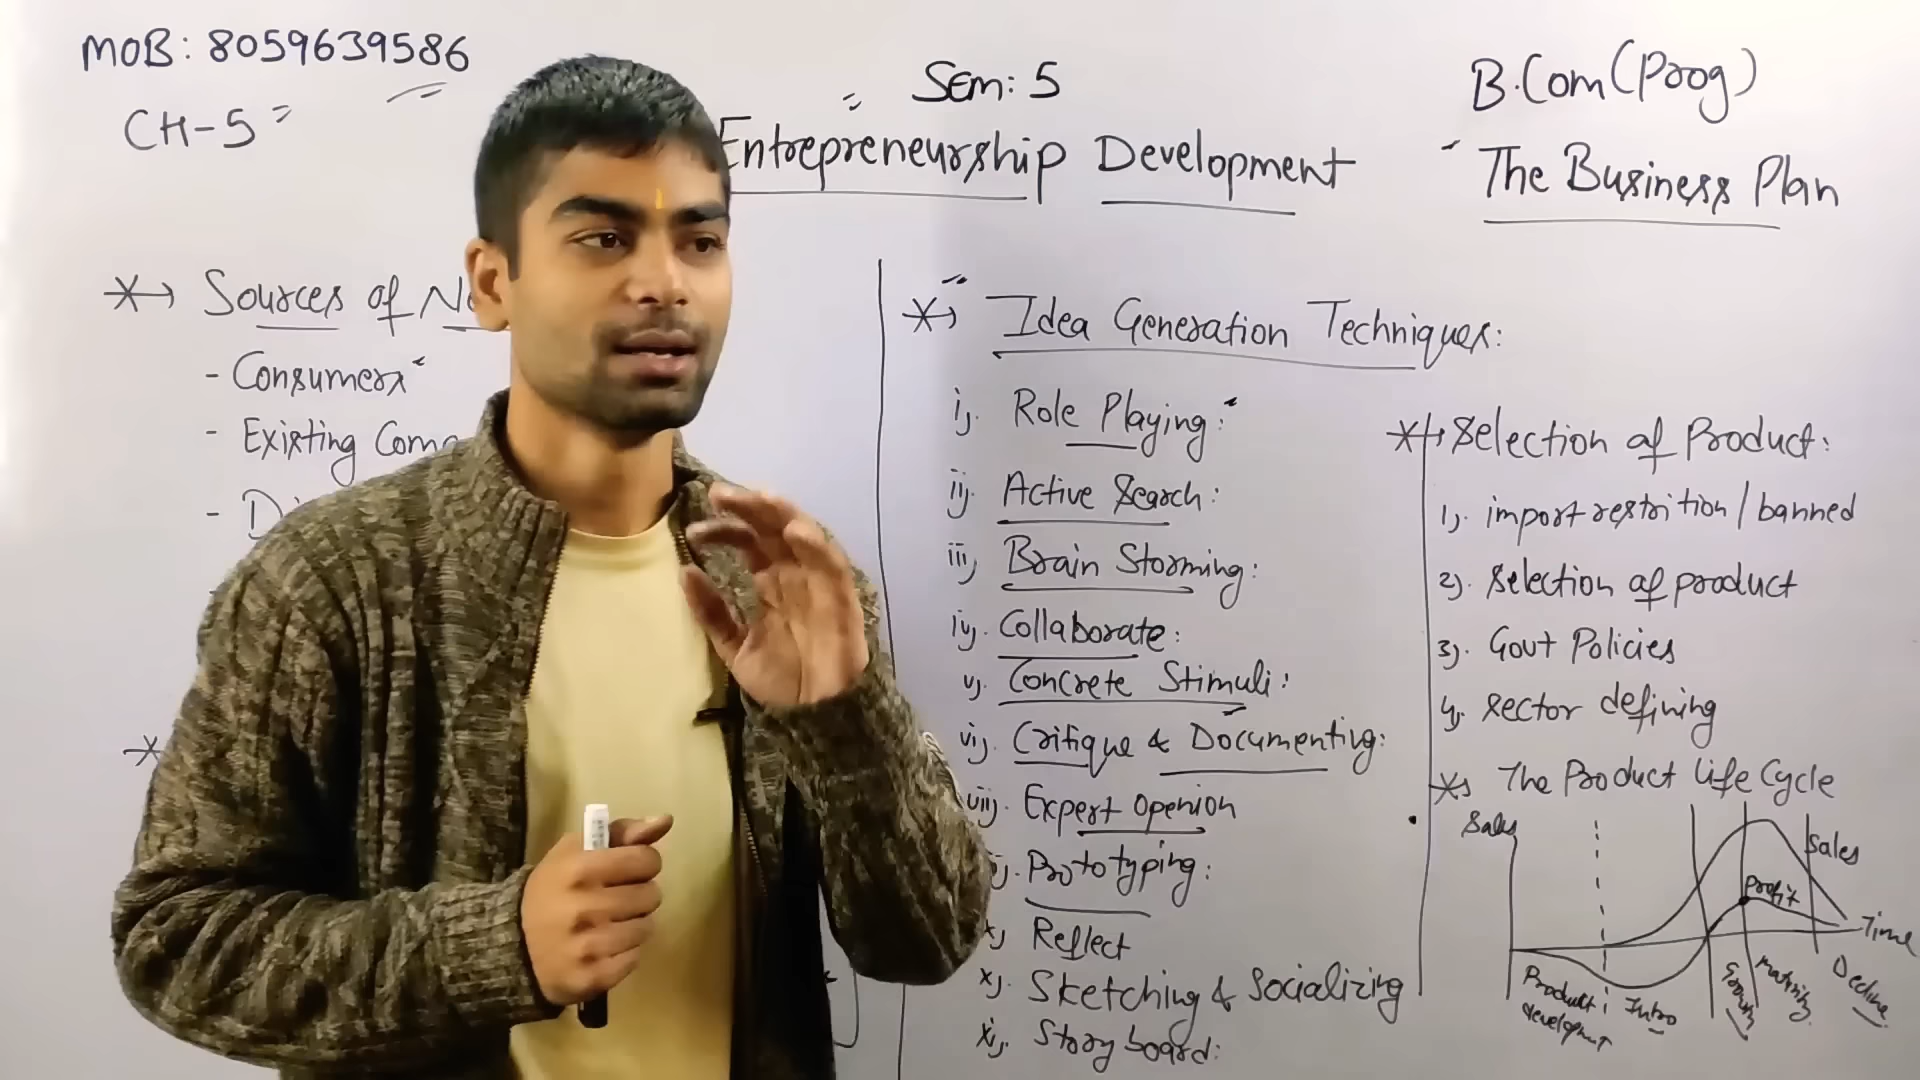 MOB: 8059639586
CH-5
Sem: 5
Entrepreneurship Development
B.Com (Prog)
The Business Plan
Sources of
- Consumers
- Existing
Idea Generation Techniques:
i). Role Playing:
ii). Active Search:
iii) Brain Storming:
iv). Collaborate:
v). Concrete Stimuli:
vi). Critique & Documenting:
vii). Expert Openion
Prototyping:
Reflect
x). Sketching & Socializing
xi) Story board:
Selection of Product:
1). import restrition / banned
2). Selection of product
3). Govt Policies
4). sector defining
The Product Life Cycle
Sales
Sales
Profit
Time
Product development
Intro
Growth
Maturity
Decline